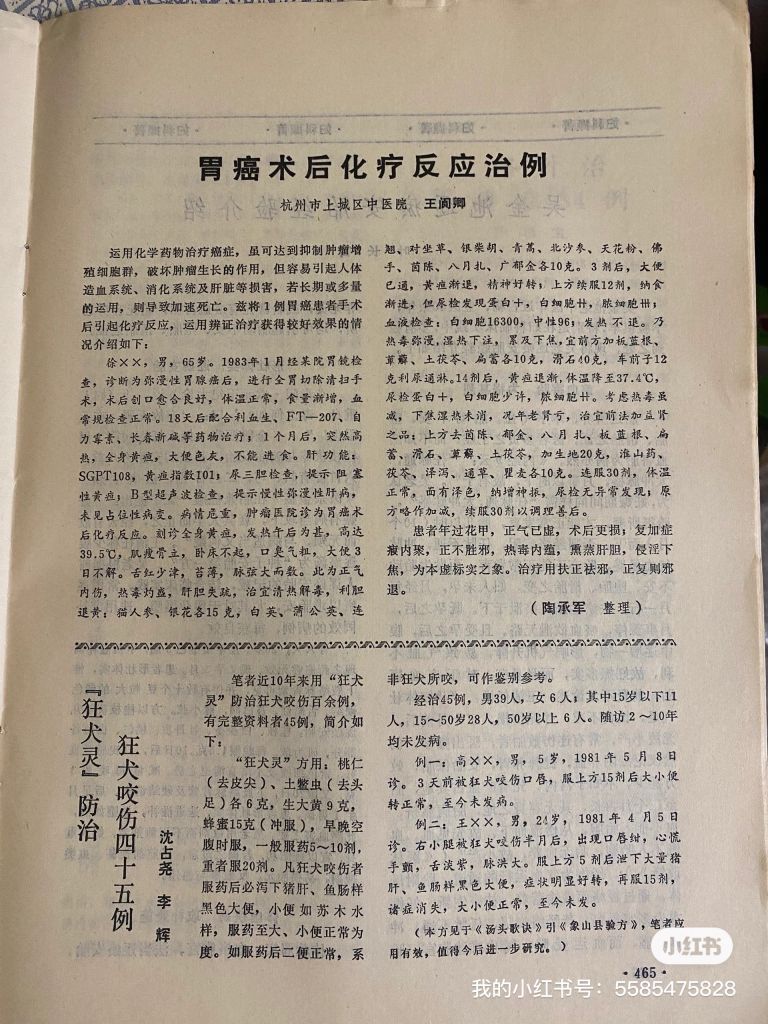 胃癌术后化疗反应治例
杭州市上城区中医院 王阆卿
运用化学药物治疗癌症，虽可达到抑制肿瘤增
殖细胞群，破坏肿瘤生长的作用，但容易引起人体
造血系统、消化系统及肝脏等损害，若长期或多量
的运用，则导致加速死亡。兹将1例胃癌患者手术
后引起化疗反应，运用辨证治疗获得较好效果的情
况介绍如下：
徐××，男，65岁。1983年1月经某院胃镜检
查，诊断为弥漫性胃腺癌后，进行全胃切除清扫手
术，术后创口愈合良好，体温正常，食量渐增，血
常规检查正常。18天后配合利血生、FT—207、自
力霉素、长春新碱等药物治疗；1个月后，突然高
热，全身黄疸，大便色灰，不能进食。肝功能：
SGPT108，黄疸指数101；尿三胆检查，提示阻塞
性黄疸；B型超声波检查，提示慢性弥漫性肝病，
未见占位性病变。病情危重，肿瘤医院诊为胃癌术
后化疗反应。刻诊全身黄疸，发热午后为甚，高达
39.5℃，肌瘦骨立，卧床不起，口臭气粗，大便3
日不解。舌红少津，苔薄，脉弦大而数。此为正气
内伤，热毒灼盛，肝胆失疏，治宜清热解毒，利胆
退黄：猫人参、银花各15克，白英、蒲公英、连
翘、对坐草、银柴胡、青蒿、北沙参、天花粉、佛
手、茵陈、八月扎、广郁金各10克。3剂后，大便
已通，黄疸渐退，精神好转；上方续服12剂，纳食
渐进，但尿检发现蛋白+，白细胞卄，脓细胞卅；
血液检查：白细胞16300，中性96；发热不退。乃
热毒弥漫，湿热下注，累及下焦，宜前方加板蓝根、
萆薢、土茯苓、扁蓄各10克，滑石40克，车前子12
克利尿通淋。14剂后，黄疸退渐，体温降至37.4℃，
尿检蛋白+，白细胞少许，脓细胞卄。考虑热毒虽
减，下焦湿热未消，况年老肾亏，治宜前法加益肾
之品：上方去茵陈、郁金、八月扎、板蓝根、扁
蓄、滑石、萆薢、土茯苓，加生地20克，淮山药、
茯苓、泽泻、通草、瞿麦各10克。连服30剂，体温
正常，面有泽色，纳增神振，尿检无异常发现；原
方略作加减，续服30剂以调理善后。
患者年过花甲，正气已虚，术后更损；复加症
瘕内聚，正不胜邪，热毒内蕴，熏蒸肝胆，侵淫下
焦，为本虚标实之象。治疗用扶正祛邪，正复则邪
退。
（陶承军 整理）
『狂犬灵』防治
狂犬咬伤四十五例
沈占尧 李辉
笔者近10年来用“狂犬
灵”防治狂犬咬伤百余例，
有完整资料者45例，简介如
下：
“狂犬灵”方用：桃仁
（去皮尖）、土鳖虫（去头
足）各6克，生大黄9克，
蜂蜜15克（冲服），早晚空
腹时服，一般服药5～10剂，
重者服20剂。凡狂犬咬伤者
服药后必泻下猪肝、鱼肠样
黑色大便，小便如苏木水
样，服药至大、小便正常为
度。如服药后二便正常，系
非狂犬所咬，可作鉴别参考。
经治45例，男39人，女6人；其中15岁以下11
人，15～50岁28人，50岁以上6人。随访2～10年
均未发病。
例一：高××，男，5岁，1981年5月8日
诊。3天前被狂犬咬伤口唇，服上方15剂后大小便
转正常，至今未发病。
例二：王××，男，24岁，1981年4月5日
诊。右小腿被狂犬咬伤半月后，出现口唇绀，心慌
手颤，舌淡紫，脉洪大。服上方5剂后泄下大量猪
肝、鱼肠样黑色大便，症状明显好转，再服15剂，
诸症消失，大小便正常，至今未发。
（本方见于《汤头歌诀》引《象山县验方》，笔者应
用有效，值得今后进一步研究。）
·465·
小红书
我的小红书号：5585475828